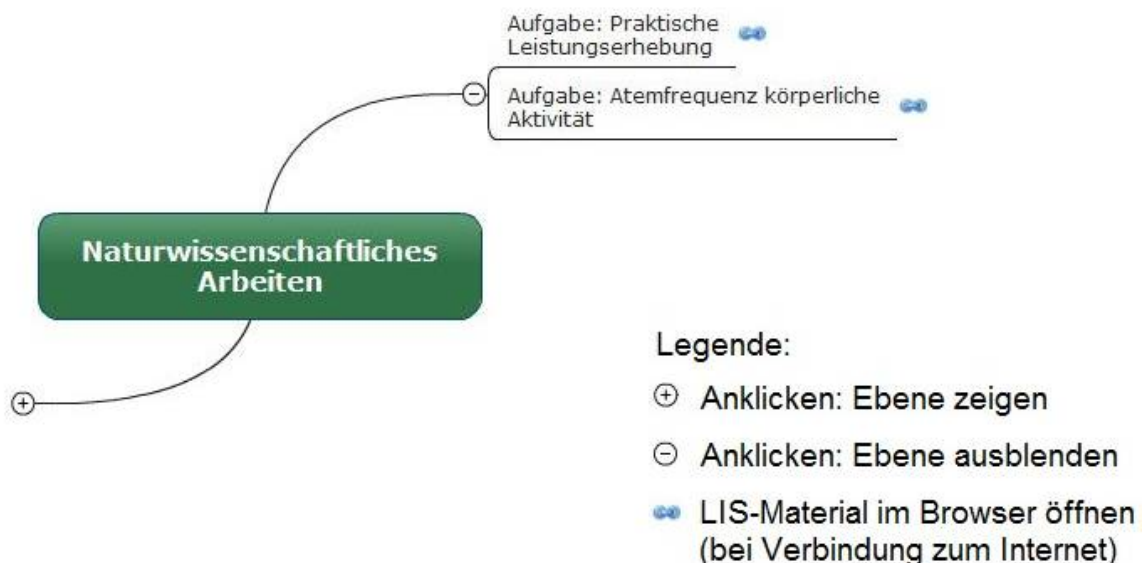 Aufgabe: Praktische
Leistungserhebung
Aufgabe: Atemfrequenz körperliche
Aktivität
Naturwissenschaftliches
Arbeiten
Legende:
Anklicken: Ebene zeigen
Anklicken: Ebene ausblenden
LIS-Material im Browser öffnen
(bei Verbindung zum Internet)